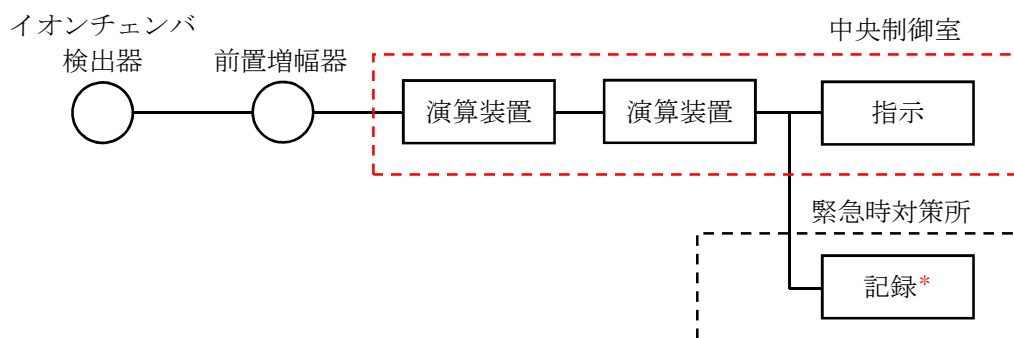 イオンチェンバ
検出器
前置増幅器
中央制御室
演算装置
演算装置
指示
緊急時対策所
記録*